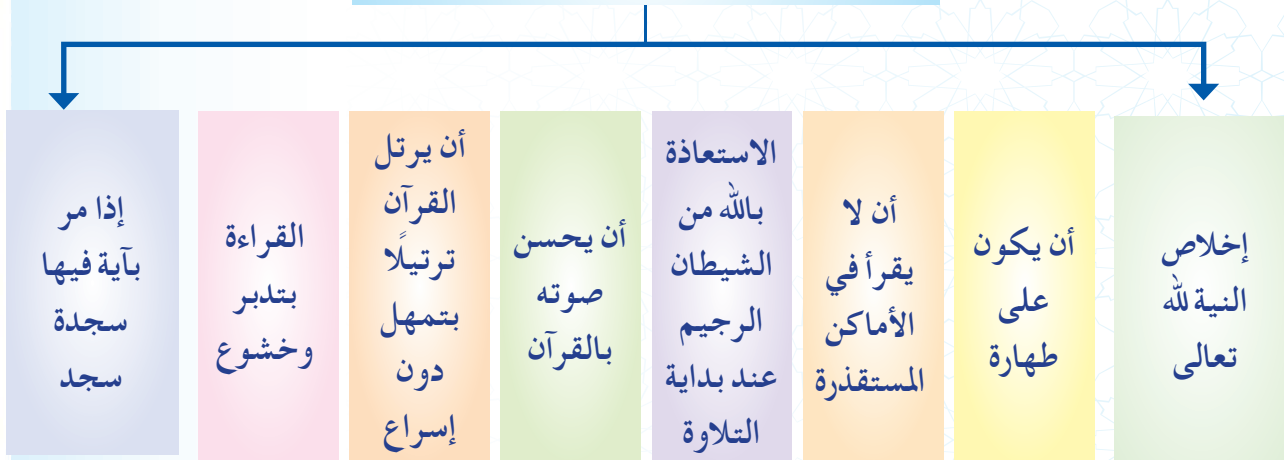 إخلاص
النية لله
تعالى
أن يكون
على
طهارة
أن لا
يقرأ في
الأماكن
المستقذرة
الاستعاذة
بالله من
الشيطان
الرجيم
عند بداية
التلاوة
أن يحسن
صوته
بالقرآن
أن يرتل
القرآن
ترتيلًا
بتمهل
دون
إسراع
القراءة
بتدبر
وخشوع
إذا مر
بآية فيها
سجدة
سجد